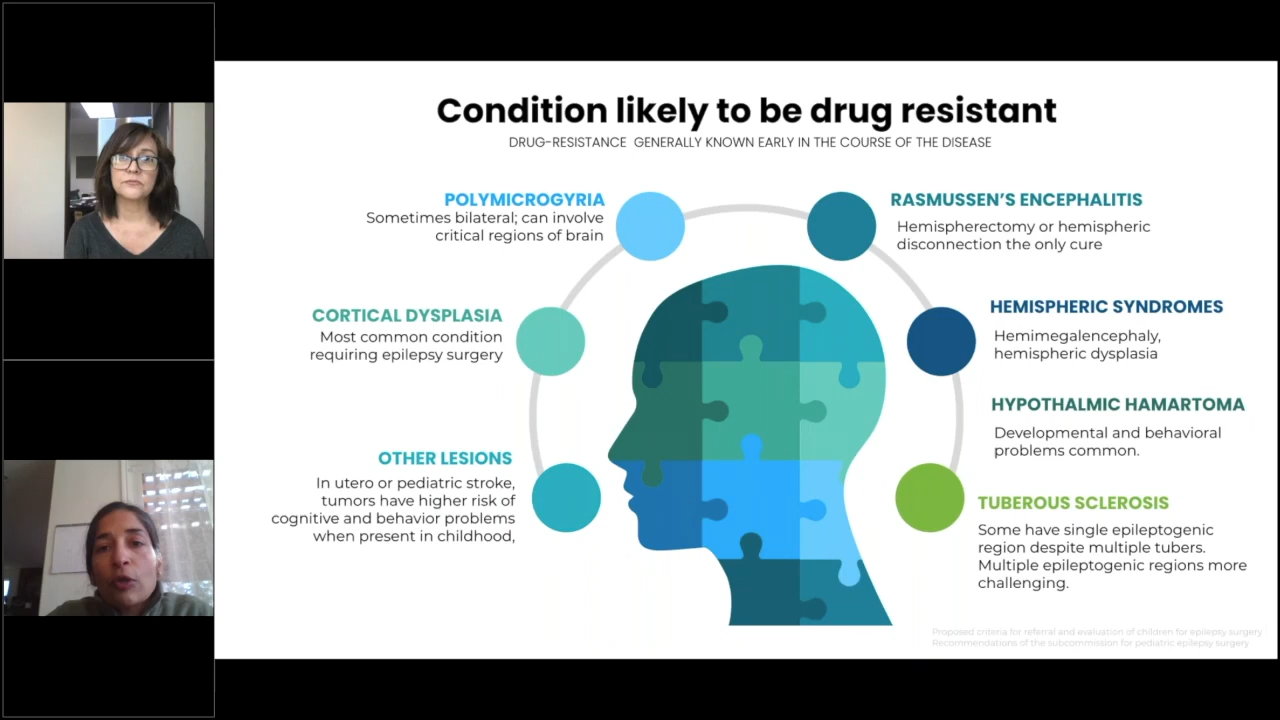 Condition likely to be drug resistant
DRUG-RESISTANCE GENERALLY KNOWN EARLY IN THE COURSE OF THE DISEASE
POLYMICROGYRIA
Sometimes bilateral; can involve
critical regions of brain
CORTICAL DYSPLASIA
Most common condition
requiring epilepsy surgery
OTHER LESIONS
In utero or pediatric stroke,
tumors have higher risk of
cognitive and behavior problems
when present in childhood,
RASMUSSEN'S ENCEPHALITIS
Hemispherectomy or hemispheric
disconnection the only cure
HEMISPHERIC SYNDROMES
Hemimegalencephaly,
hemispheric dysplasia
HYPOTHALMIC HAMARTOMA
Developmental and behavioral
problems common.
TUBEROUS SCLEROSIS
Some have single epileptogenic
region despite multiple tubers.
Multiple epileptogenic regions more
challenging.
Proposed criteria for referral and evaluation of children for epilepsy surgery
Recommendations of the subcommission for pediatric epilepsy surgery